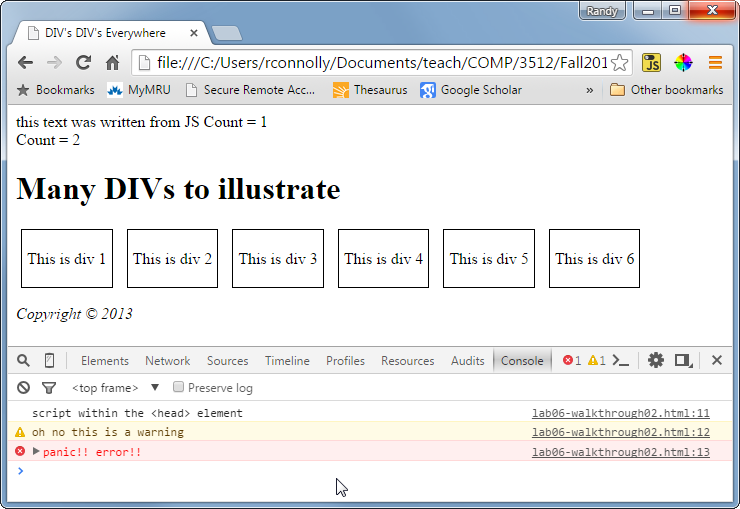 Randy
DIV's DIV's Everywhere
file:///C:/Users/rconnolly/Documents/teach/COMP/3512/Fall201
JS
Bookmarks MyMRU Secure Remote Acc... Thesaurus Google Scholar » Other bookmarks
this text was written from JS Count = 1
Count = 2
Many DIVs to illustrate
This is div 1 This is div 2 This is div 3 This is div 4 This is div 5 This is div 6
Copyright © 2013
Elements Network Sources Timeline Profiles Resources Audits Console 1 1
<top frame> ▼ Preserve log
script within the <head> element lab06-walkthrough02.html:11
oh no this is a warning lab06-walkthrough02.html:12
panic!! error!! lab06-walkthrough02.html:13
>